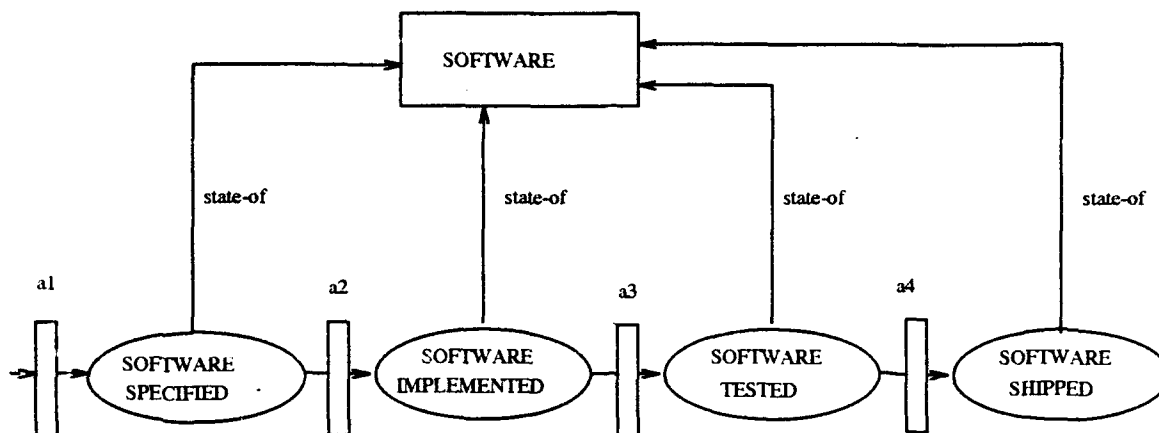 SOFTWARE
state-of
state-of
state-of
state-of
a1
a2
a3
a4
SOFTWARE
SPECIFIED
SOFTWARE
IMPLEMENTED
SOFTWARE
TESTED
SOFTWARE
SHIPPED